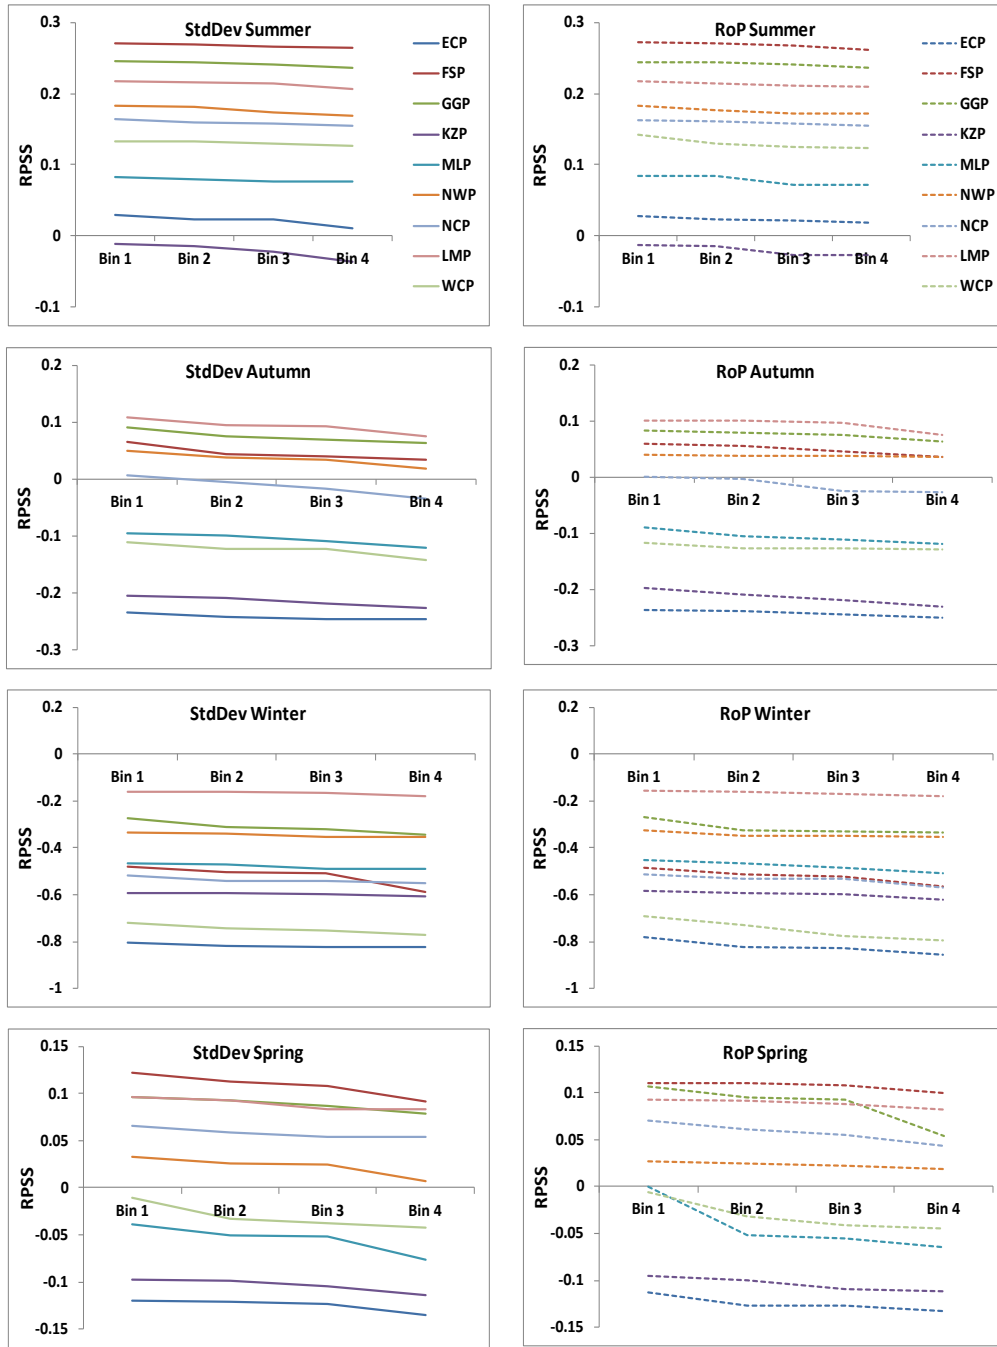 StdDev Summer
0.3
0.2
0.1
0
-0.1
RPSS
Bin 1 Bin 2 Bin 3 Bin 4
ECP
FSP
GGP
KZP
MLP
NWP
NCP
LMP
WCP
RoP Summer
0.3
0.2
0.1
0
-0.1
RPSS
Bin 1 Bin 2 Bin 3 Bin 4
ECP
FSP
GGP
KZP
MLP
NWP
NCP
LMP
WCP
StdDev Autumn
0.2
0.1
0
-0.1
-0.2
-0.3
RPSS
Bin 1 Bin 2 Bin 3 Bin 4
RoP Autumn
0.2
0.1
0
-0.1
-0.2
-0.3
RPSS
Bin 1 Bin 2 Bin 3 Bin 4
StdDev Winter
0.2
0
-0.2
-0.4
-0.6
-0.8
-1
RPSS
Bin 1 Bin 2 Bin 3 Bin 4
RoP Winter
0.2
0
-0.2
-0.4
-0.6
-0.8
-1
RPSS
Bin 1 Bin 2 Bin 3 Bin 4
StdDev Spring
0.15
0.1
0.05
0
-0.05
-0.1
-0.15
RPSS
Bin 1 Bin 2 Bin 3 Bin 4
RoP Spring
0.15
0.1
0.05
0
-0.05
-0.1
-0.15
RPSS
Bin 1 Bin 2 Bin 3 Bin 4